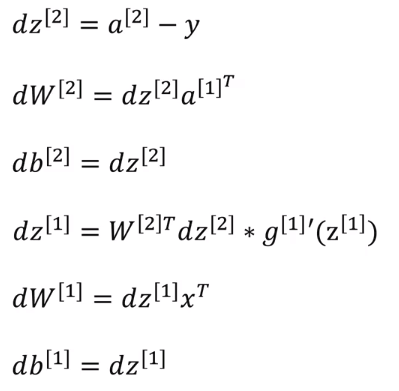 dz^{[2]} = a^{[2]} − y
dW^{[2]} = dz^{[2]}a^{[1]^T}
db^{[2]} = dz^{[2]}
dz^{[1]} = W^{[2]T}dz^{[2]} ∗ g^{[1]}′(z^{[1]})
dW^{[1]} = dz^{[1]}x^T
db^{[1]} = dz^{[1]}